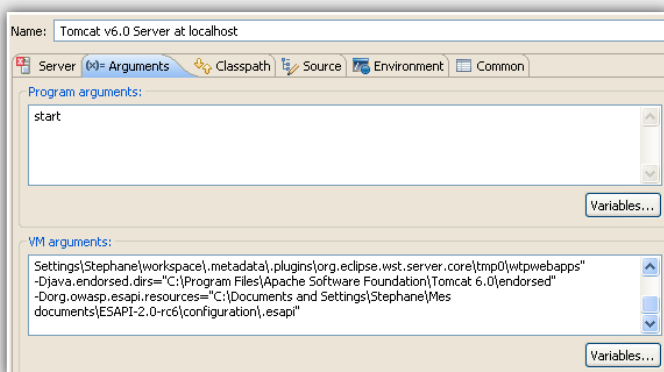 Name: Tomcat v6.0 Server at localhost
Server (x)= Arguments Classpath Source Environment Common
Program arguments:
start
Variables...
VM arguments:
Settings\Stephane\workspace\.metadata\.plugins\org.eclipse.wst.server.core\tmp0\wtpwebapps"
-Djava.endorsed.dirs="C:\Program Files\Apache Software Foundation\Tomcat 6.0\endorsed"
-Dorg.owasp.esapi.resources="C:\Documents and Settings\Stephane\Mes
documents\ESAPI-2.0-rc6\configuration\.esapi"
Variables...